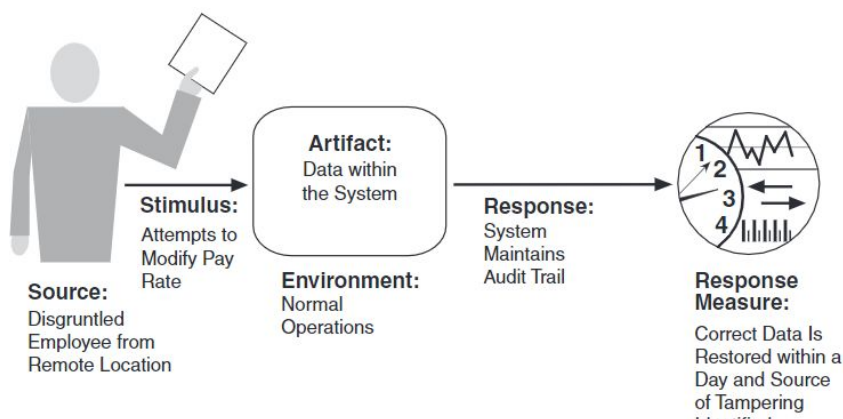 Artifact:
Data within
the System
Stimulus:
Attempts to
Modify Pay
Rate
Source:
Disgruntled
Employee from
Remote Location
Environment:
Normal
Operations
Response:
System
Maintains
Audit Trail
1
2
3
4
Response
Measure:
Correct Data Is
Restored within a
Day and Source
of Tampering